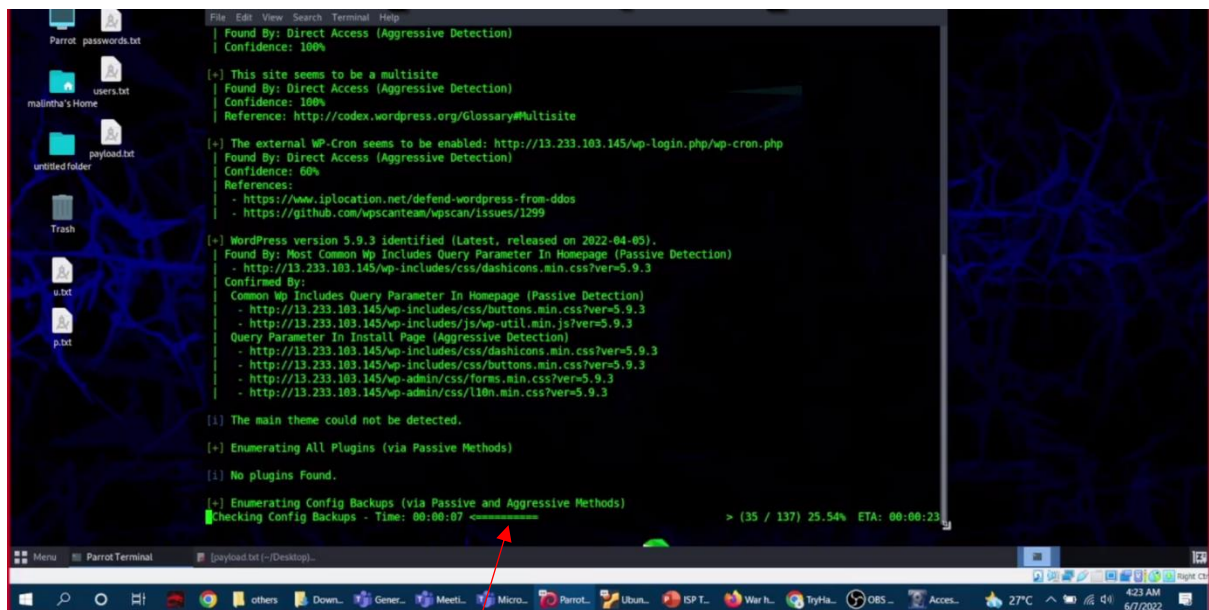 File Edit View Search Terminal Help
| Found By: Direct Access (Aggressive Detection)
| Confidence: 100%
[+] This site seems to be a multisite
| Found By: Direct Access (Aggressive Detection)
| Confidence: 100%
| Reference: http://codex.wordpress.org/Glossary#Multisite
[+] The external WP-Cron seems to be enabled: http://13.233.103.145/wp-login.php/wp-cron.php
| Found By: Direct Access (Aggressive Detection)
| Confidence: 60%
| References:
| - https://www.iplocation.net/defend-wordpress-from-ddos
| - https://github.com/wpscanteam/wpscan/issues/1299
[+] WordPress version 5.9.3 identified (Latest, released on 2022-04-05).
| Found By: Most Common Wp Includes Query Parameter In Homepage (Passive Detection)
| - http://13.233.103.145/wp-includes/css/dashicons.min.css?ver=5.9.3
| Confirmed By:
| Common Wp Includes Query Parameter In Homepage (Passive Detection)
| - http://13.233.103.145/wp-includes/css/buttons.min.css?ver=5.9.3
| - http://13.233.103.145/wp-includes/js/wp-util.min.js?ver=5.9.3
| Query Parameter In Install Page (Aggressive Detection)
| - http://13.233.103.145/wp-includes/css/dashicons.min.css?ver=5.9.3
| - http://13.233.103.145/wp-includes/css/buttons.min.css?ver=5.9.3
| - http://13.233.103.145/wp-admin/css/forms.min.css?ver=5.9.3
| - http://13.233.103.145/wp-admin/css/l10n.min.css?ver=5.9.3
[i] The main theme could not be detected.
[+] Enumerating All Plugins (via Passive Methods)
[i] No plugins Found.
[+] Enumerating Config Backups (via Passive and Aggressive Methods)
Checking Config Backups - Time: 00:00:07 <========== > (35 / 137) 25.54% ETA: 00:00:23
Parrot passwords.txt
users.txt
malintha's Home
payload.txt
untitled folder
Trash
u.txt
p.txt
Menu Parrot Terminal [payload.txt (~/Desktop)...
Right Ctrl
others Down... Gener... Meeti... Micro... Parrot... Ubun... ISP T... War h... TryHa... OBS ... Acces... 27°C 4:23 AM
6/7/2022